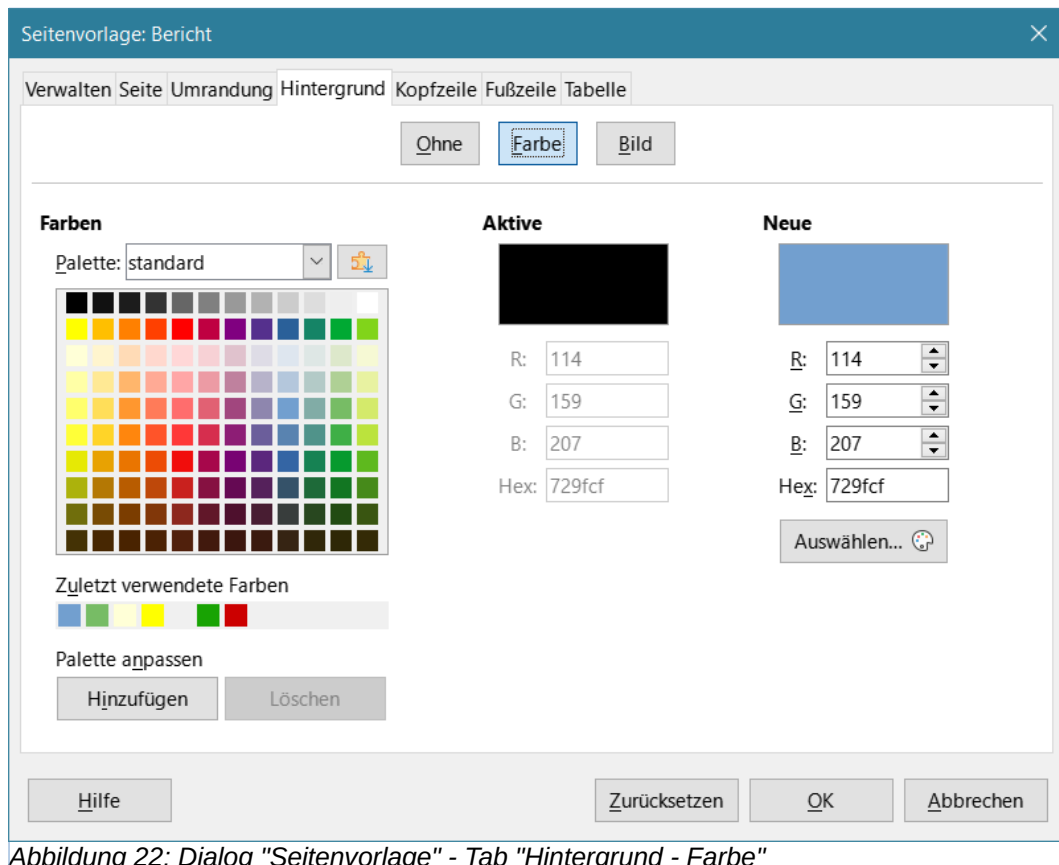 Seitenvorlage: Bericht
Verwalten Seite Umrandung Hintergrund Kopfzeile Fußzeile Tabelle
Ohne Farbe Bild
Farben Aktive Neue
Palette: standard
R: 114 R: 114
G: 159 G: 159
B: 207 B: 207
Hex: 729fcf Hex: 729fcf
Auswählen...
Zuletzt verwendete Farben
Palette anpassen
Hinzufügen Löschen
Hilfe Zurücksetzen OK Abbrechen
Abbildung 22: Dialog "Seitenvorlage" - Tab "Hintergrund - Farbe"